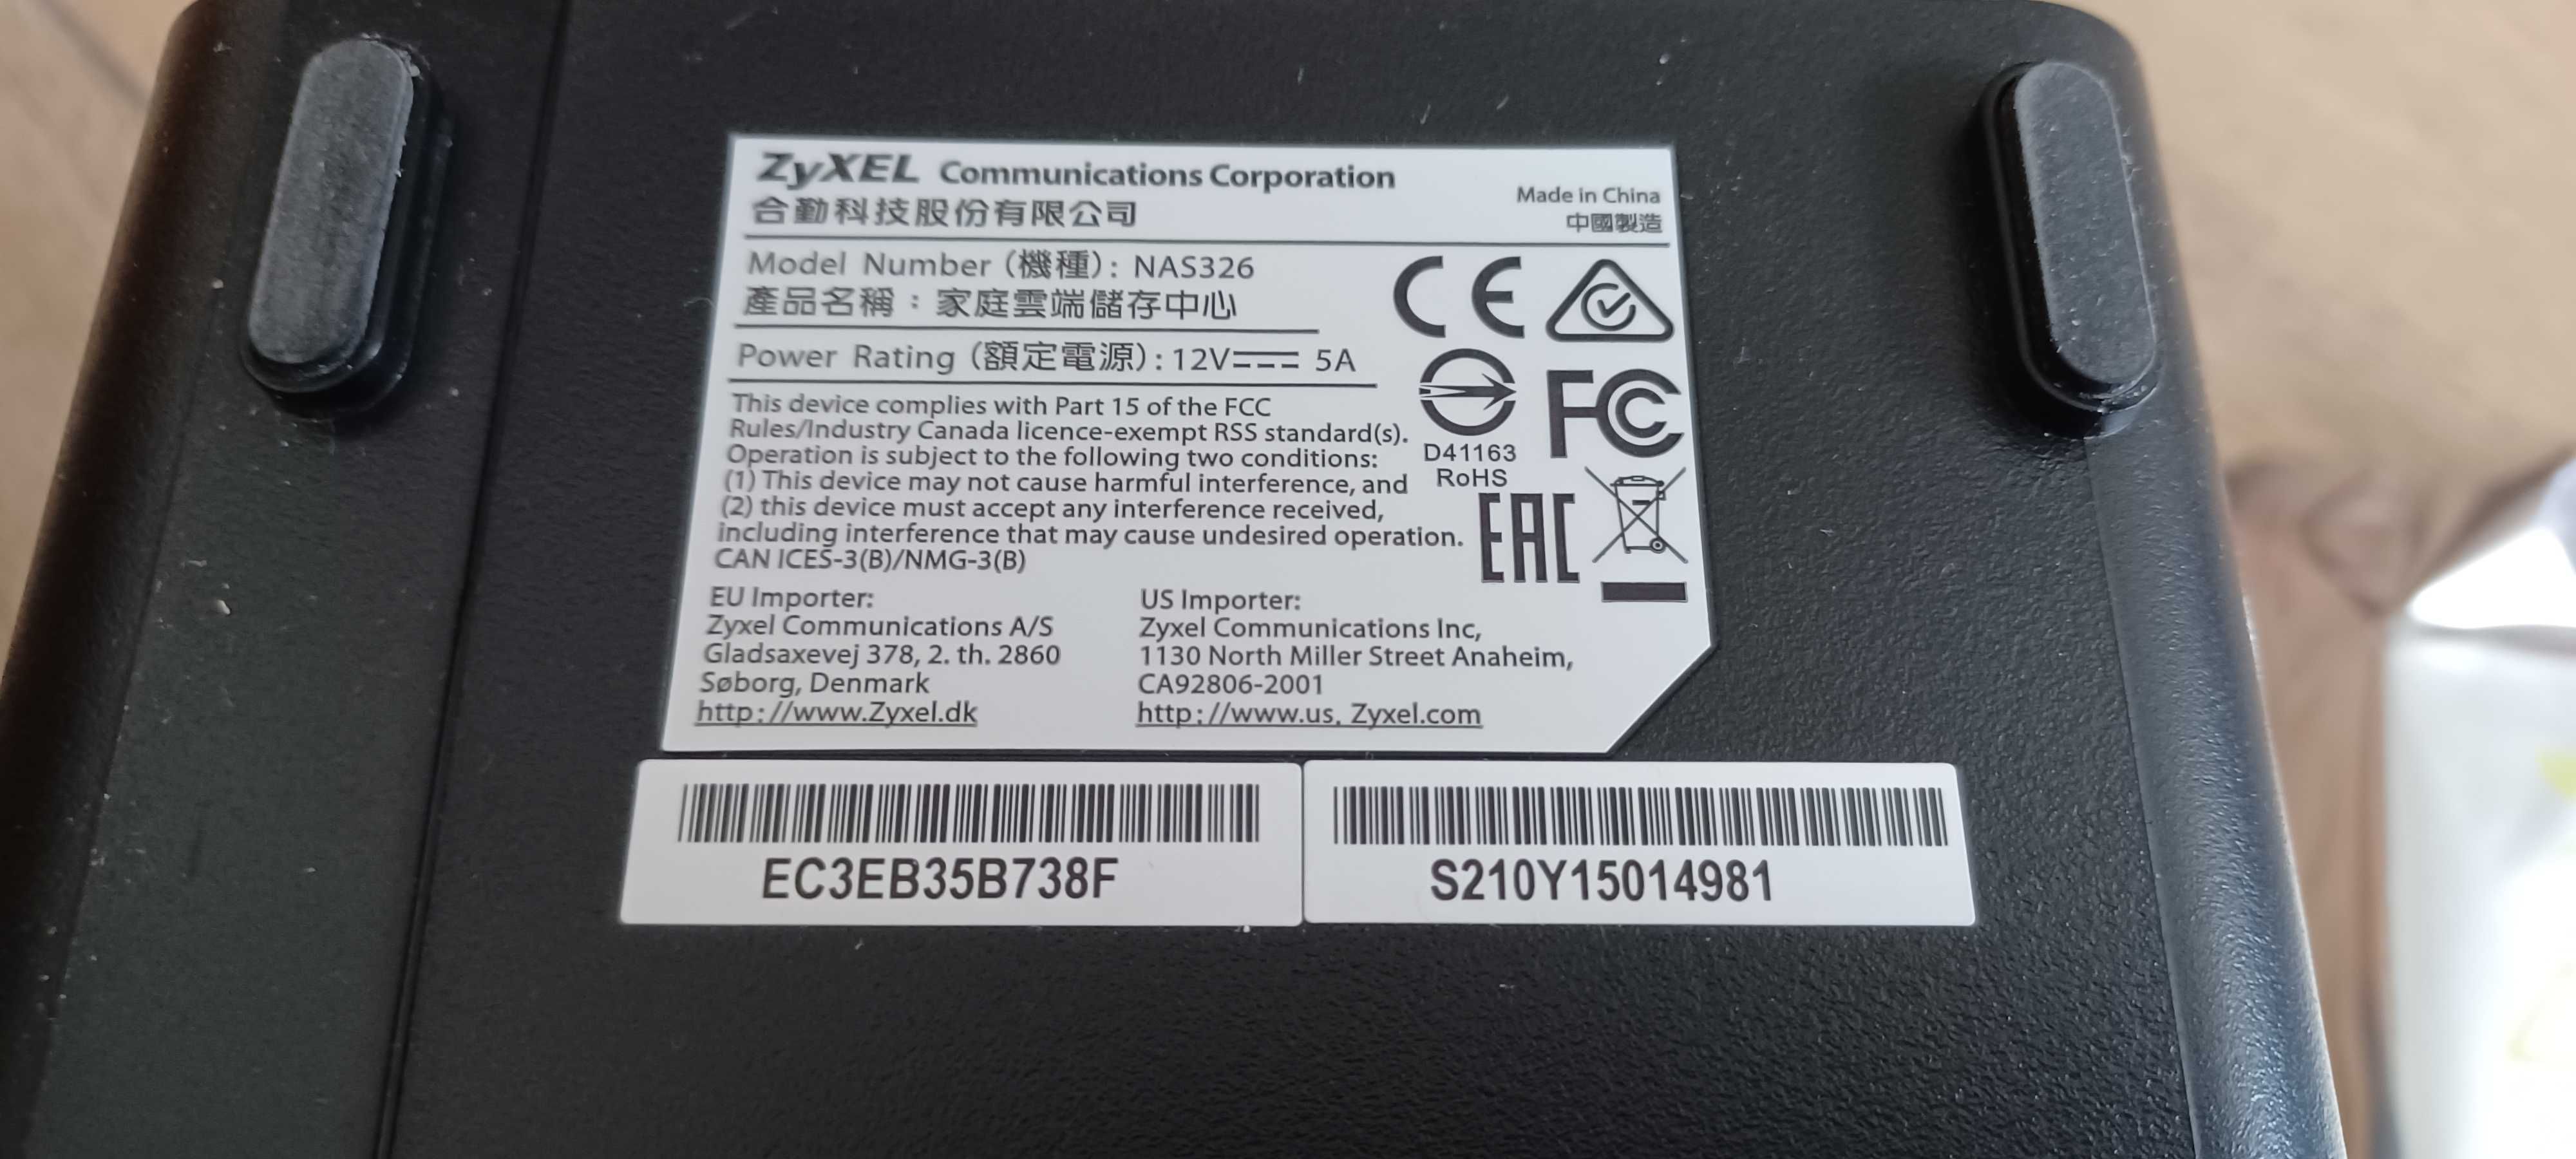 ZyXEL Communications Corporation
合勤科技股份有限公司
Made in China
中國製造
Model Number (機種): NAS326
產品名稱：家庭雲端儲存中心
Power Rating (額定電源): 12V⎓ 5A
This device complies with Part 15 of the FCC
Rules/Industry Canada licence-exempt RSS standard(s).
Operation is subject to the following two conditions:
(1) This device may not cause harmful interference, and
(2) this device must accept any interference received,
including interference that may cause undesired operation.
CAN ICES-3(B)/NMG-3(B)
CE
FC
D41163
RoHS
EAC
EU Importer:
Zyxel Communications A/S
Gladsaxevej 378, 2. th. 2860
Søborg, Denmark
http://www.Zyxel.dk
US Importer:
Zyxel Communications Inc,
1130 North Miller Street Anaheim,
CA92806-2001
http://www.us, Zyxel.com
EC3EB35B738F
S210Y15014981